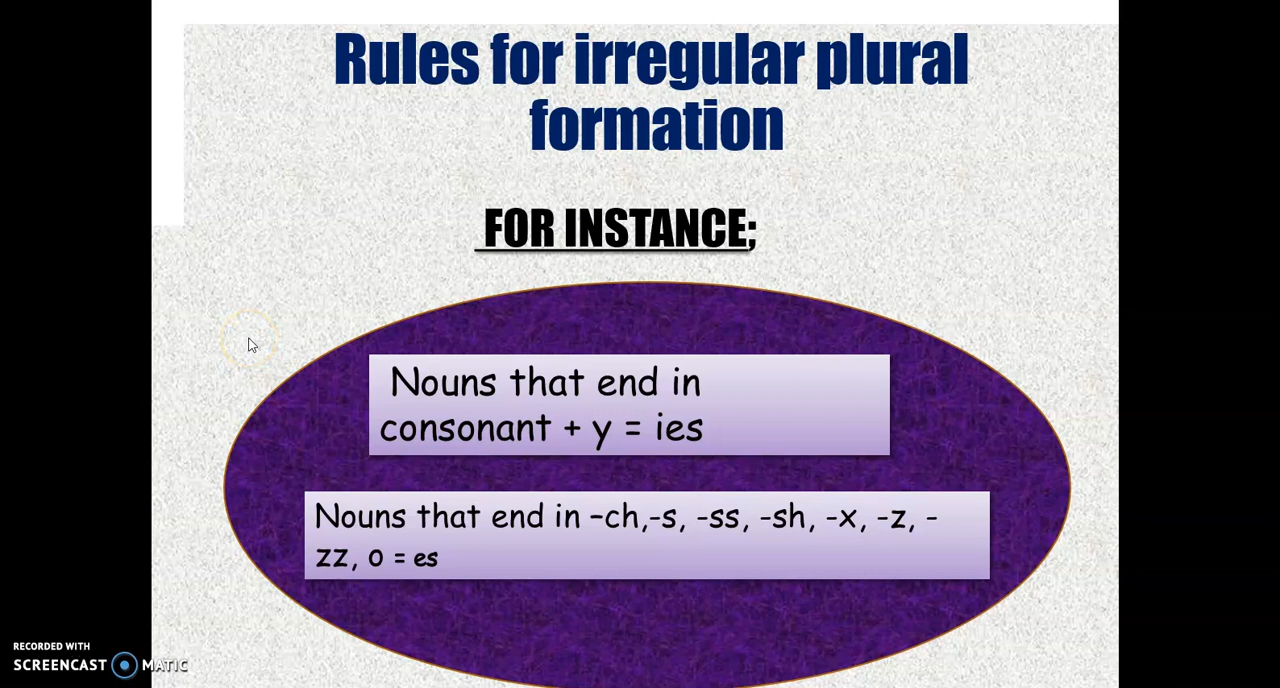 Rules for irregular plural
formation
FOR INSTANCE;
Nouns that end in
consonant + y = ies
Nouns that end in –ch,-s, -ss, -sh, -x, -z, -
zz, o = es
RECORDED WITH
SCREENCAST MATIC